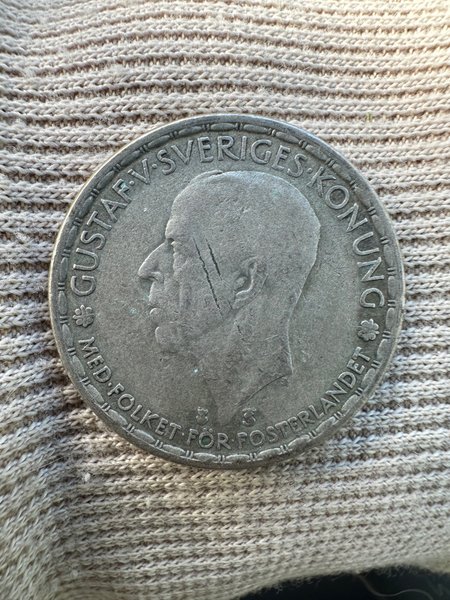 GUSTAF·V·SVERIGES·KONUNG
MED·FOLKET·FÖR·FOSTERLANDET